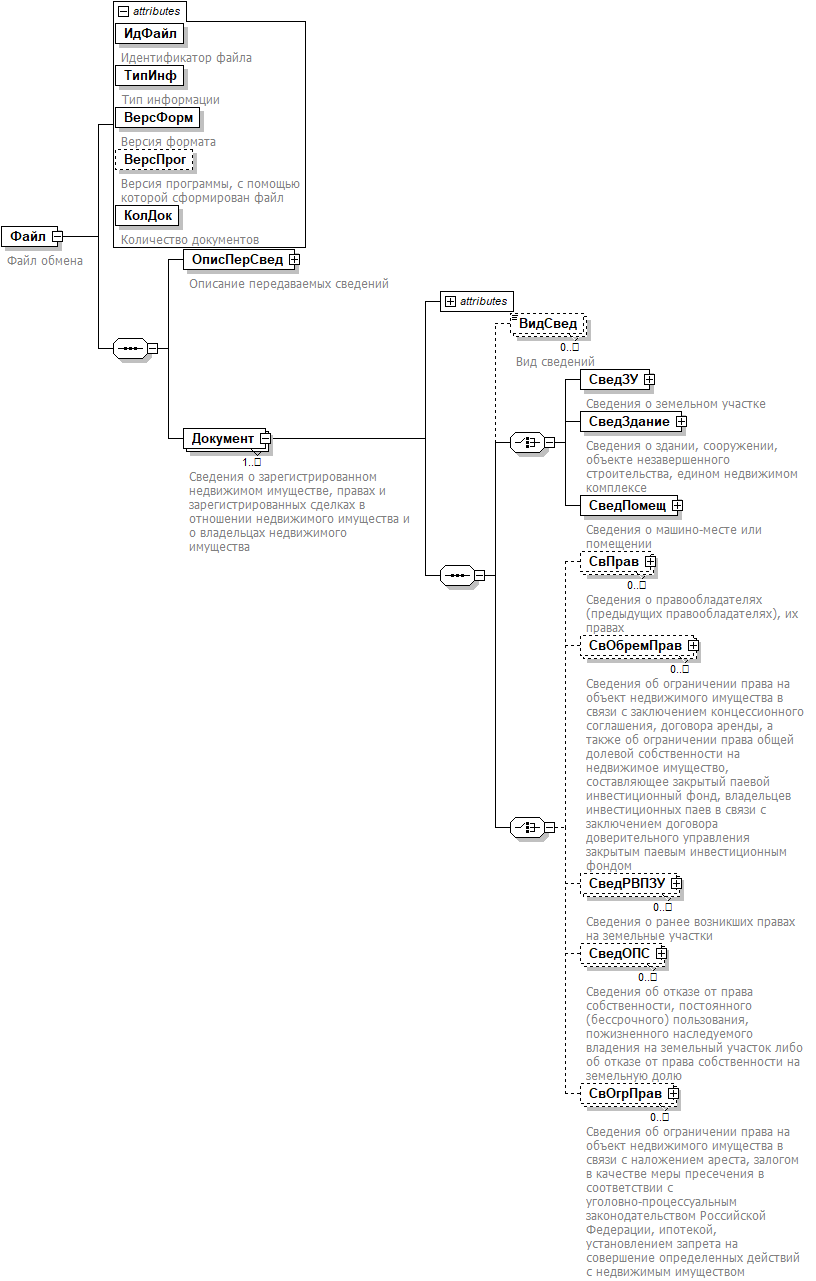 attributes
ИдФайл
Идентификатор файла
ТипИнф
Тип информации
ВерсФорм
Версия формата
ВерсПрог
Версия программы, с помощью
которой сформирован файл
КолДок
Количество документов
Файл
Файл обмена
ОписПерСвед
Описание передаваемых сведений
Документ
1..□
Сведения о зарегистрированном
недвижимом имуществе, правах и
зарегистрированных сделках в
отношении недвижимого имущества и
о владельцах недвижимого
имущества
attributes
ВидСвед
0..□
Вид сведений
СведЗУ
Сведения о земельном участке
СведЗдание
Сведения о здании, сооружении,
объекте незавершенного
строительства, едином недвижимом
комплексе
СведПомещ
Сведения о машино-месте или
помещении
СвПрав
0..□
Сведения о правообладателях
(предыдущих правообладателях), их
правах
СвОбремПрав
0..□
Сведения об ограничении права на
объект недвижимого имущества в
связи с заключением концессионного
соглашения, договора аренды, а
также об ограничении права общей
долевой собственности на
недвижимое имущество,
составляющее закрытый паевой
инвестиционный фонд, владельцев
инвестиционных паев в связи с
заключением договора
доверительного управления
закрытым паевым инвестиционным
фондом
СведРВПЗУ
0..□
Сведения о ранее возникших правах
на земельные участки
СведОПС
0..□
Сведения об отказе от права
собственности, постоянного
(бессрочного) пользования,
пожизненного наследуемого
владения на земельный участок либо
об отказе от права собственности на
земельную долю
СвОгрПрав
0..□
Сведения об ограничении права на
объект недвижимого имущества в
связи с наложением ареста, залогом
в качестве меры пресечения в
соответствии с
уголовно-процессуальным
законодательством Российской
Федерации, ипотекой,
установлением запрета на
совершение определенных действий
с недвижимым имуществом